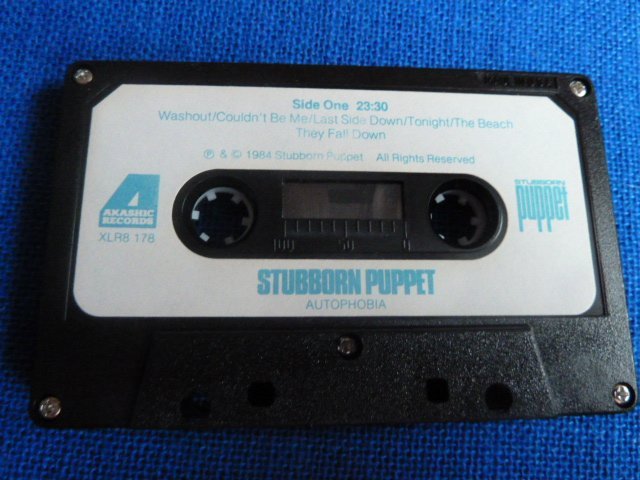 Side One 23:30
Washout/Couldn't Be Me/Last Side Down/Tonight/The Beach
They Fall Down
℗ & © 1984 Stubborn Puppet All Rights Reserved
AKASHIC
RECORDS
XLR8 178
STUBBORN
puppet
100 50 0
STUBBORN PUPPET
AUTOPHOBIA